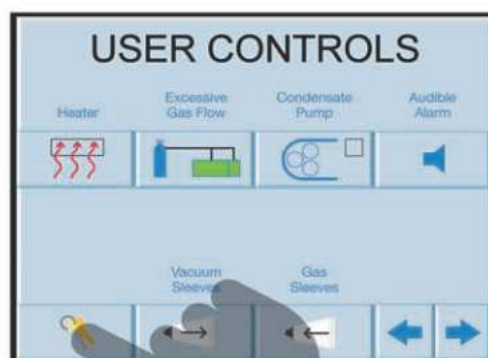 USER CONTROLS
Heater
Excessive
Gas Flow
Condensate
Pump
Audible
Alarm
Vacuum
Sleeves
Gas
Sleeves